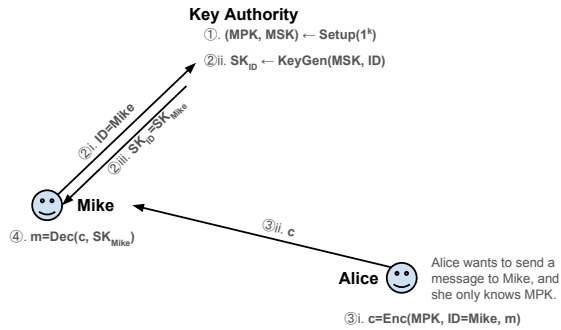 Key Authority
①. (MPK, MSK) ← Setup(1ᵏ)
②ii. SK_ID ← KeyGen(MSK, ID)
②i. ID=Mike
②iii. SK_ID=SK_Mike
Mike
④. m=Dec(c, SK_Mike)
③ii. c
Alice
Alice wants to send a
message to Mike, and
she only knows MPK.
③i. c=Enc(MPK, ID=Mike, m)